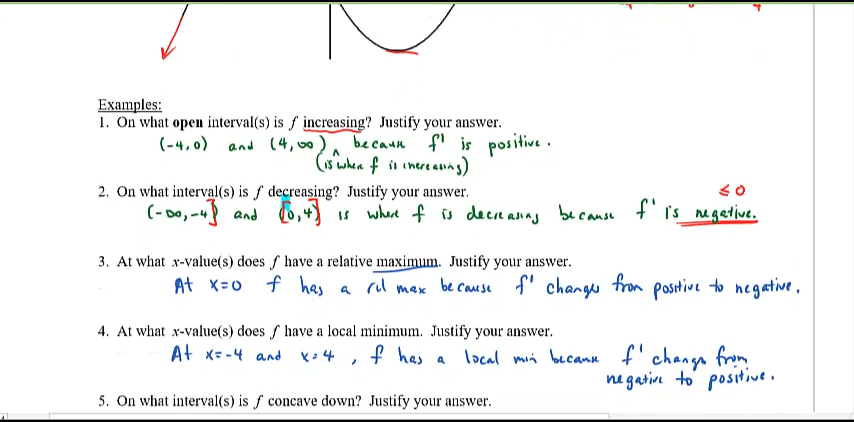 Examples:
1. On what open interval(s) is f increasing? Justify your answer.
(-4,0) and (4,∞) ^ because f' is positive.
(is when f is increasing)
2. On what interval(s) is f decreasing? Justify your answer.
≤0
(-∞,-4] and [0,4] is where f is decreasing because f' is negative.
3. At what x-value(s) does f have a relative maximum. Justify your answer.
At x=0 f has a rel max because f' changes from positive to negative.
4. At what x-value(s) does f have a local minimum. Justify your answer.
At x=-4 and x=4, f has a local min because f' changes from
negative to positive.
5. On what interval(s) is f concave down? Justify your answer.